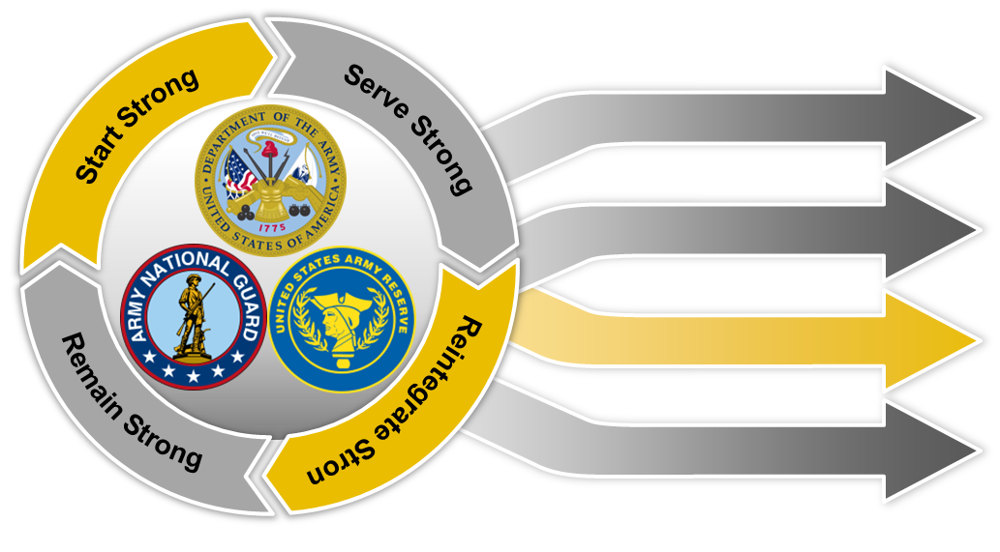 Start Strong
Serve Strong
Reintegrate Stron
Remain Strong
DEPARTMENT OF THE ARMY
UNITED STATES OF AMERICA
1775
ARMY NATIONAL GUARD
UNITED STATES ARMY RESERVE